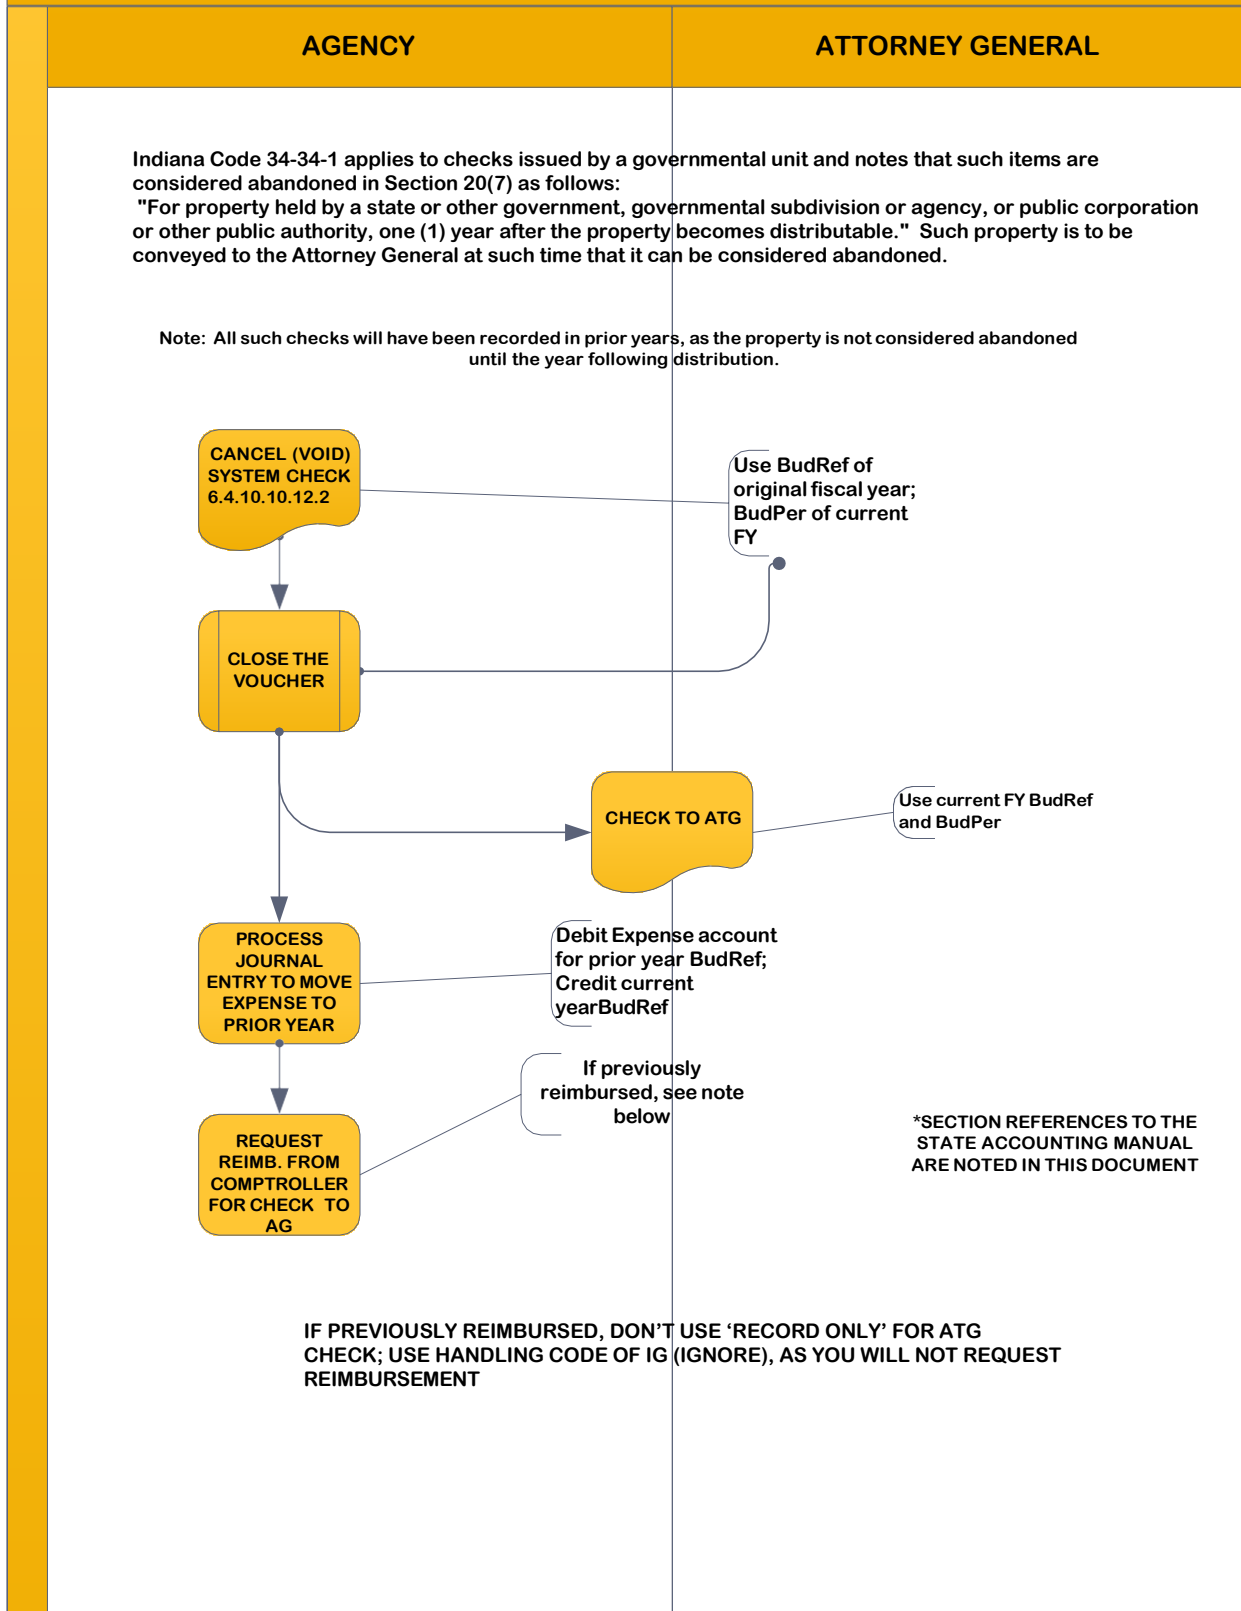 AGENCY
ATTORNEY GENERAL
Indiana Code 34-34-1 applies to checks issued by a governmental unit and notes that such items are
considered abandoned in Section 20(7) as follows:
"For property held by a state or other government, governmental subdivision or agency, or public corporation
or other public authority, one (1) year after the property becomes distributable." Such property is to be
conveyed to the Attorney General at such time that it can be considered abandoned.
Note: All such checks will have been recorded in prior years, as the property is not considered abandoned
until the year following distribution.
CANCEL (VOID)
SYSTEM CHECK
6.4.10.10.12.2
Use BudRef of
original fiscal year;
BudPer of current
FY
CLOSE THE
VOUCHER
CHECK TO ATG
Use current FY BudRef
and BudPer
PROCESS
JOURNAL
ENTRY TO MOVE
EXPENSE TO
PRIOR YEAR
Debit Expense account
for prior year BudRef;
Credit current
yearBudRef
If previously
reimbursed, see note
below
REQUEST
REIMB. FROM
COMPTROLLER
FOR CHECK TO
AG
*SECTION REFERENCES TO THE
STATE ACCOUNTING MANUAL
ARE NOTED IN THIS DOCUMENT
IF PREVIOUSLY REIMBURSED, DON'T USE ‘RECORD ONLY’ FOR ATG
CHECK; USE HANDLING CODE OF IG (IGNORE), AS YOU WILL NOT REQUEST
REIMBURSEMENT